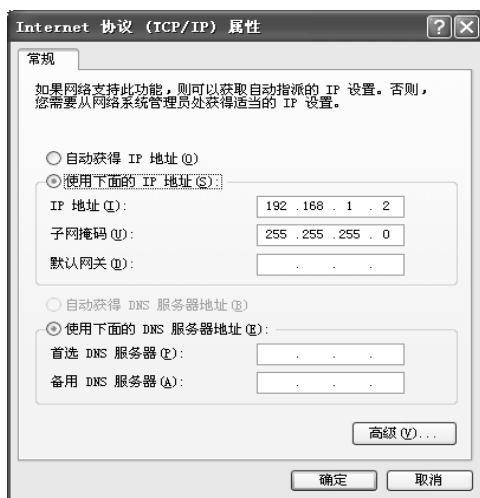 Internet 协议 (TCP/IP) 属性
常规
如果网络支持此功能，则可以获取自动指派的 IP 设置。否则，
您需要从网络系统管理员处获得适当的 IP 设置。
自动获得 IP 地址(O)
使用下面的 IP 地址(S):
IP 地址(I): 192 .168 . 1 . 2
子网掩码(U): 255 .255 .255 . 0
默认网关(D): . . .
自动获得 DNS 服务器地址(B)
使用下面的 DNS 服务器地址(E):
首选 DNS 服务器(P): . . .
备用 DNS 服务器(A): . . .
高级(V)...
确定 取消